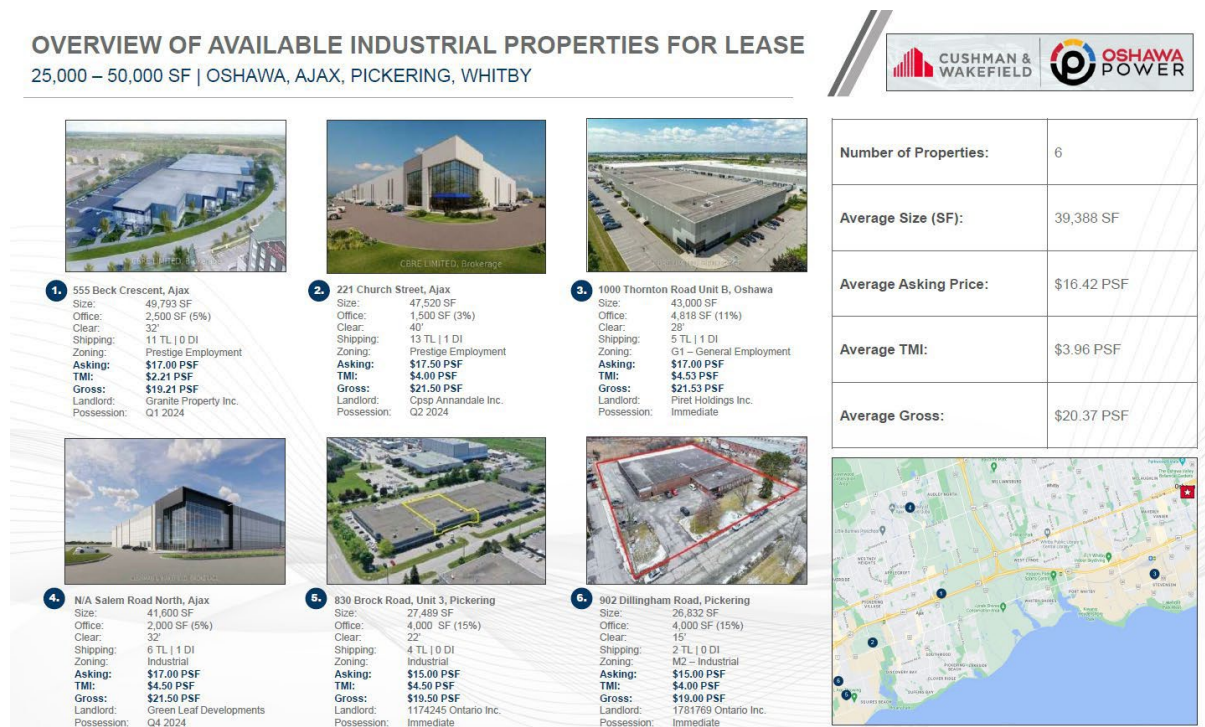 OVERVIEW OF AVAILABLE INDUSTRIAL PROPERTIES FOR LEASE
25,000 – 50,000 SF | OSHAWA, AJAX, PICKERING, WHITBY
CUSHMAN & WAKEFIELD
OSHAWA POWER
CBRE LIMITED, Brokerage
1. 555 Beck Crescent, Ajax
Size: 49,793 SF
Office: 2,500 SF (5%)
Clear: 32'
Shipping: 11 TL | 0 DI
Zoning: Prestige Employment
Asking: $17.00 PSF
TMI: $2.21 PSF
Gross: $19.21 PSF
Landlord: Granite Property Inc.
Possession: Q1 2024
2. 221 Church Street, Ajax
Size: 47,520 SF
Office: 1,500 SF (3%)
Clear: 40'
Shipping: 13 TL | 1 DI
Zoning: Prestige Employment
Asking: $17.50 PSF
TMI: $4.00 PSF
Gross: $21.50 PSF
Landlord: Cpsp Annandale Inc.
Possession: Q2 2024
3. 1000 Thornton Road Unit B, Oshawa
Size: 43,000 SF
Office: 4,818 SF (11%)
Clear: 28'
Shipping: 5 TL | 1 DI
Zoning: G1 – General Employment
Asking: $17.00 PSF
TMI: $4.53 PSF
Gross: $21.53 PSF
Landlord: Piret Holdings Inc.
Possession: Immediate
4. N/A Salem Road North, Ajax
Size: 41,600 SF
Office: 2,000 SF (5%)
Clear: 32'
Shipping: 6 TL | 1 DI
Zoning: Industrial
Asking: $17.00 PSF
TMI: $4.50 PSF
Gross: $21.50 PSF
Landlord: Green Leaf Developments
Possession: Q4 2024
5. 830 Brock Road, Unit 3, Pickering
Size: 27,489 SF
Office: 4,000 SF (15%)
Clear: 22'
Shipping: 4 TL | 0 DI
Zoning: Industrial
Asking: $15.00 PSF
TMI: $4.50 PSF
Gross: $19.50 PSF
Landlord: 1174245 Ontario Inc.
Possession: Immediate
6. 902 Dillingham Road, Pickering
Size: 26,832 SF
Office: 4,000 SF (15%)
Clear: 15'
Shipping: 2 TL | 0 DI
Zoning: M2 – Industrial
Asking: $15.00 PSF
TMI: $4.00 PSF
Gross: $19.00 PSF
Landlord: 1781769 Ontario Inc.
Possession: Immediate
Number of Properties: 6
Average Size (SF): 39,388 SF
Average Asking Price: $16.42 PSF
Average TMI: $3.96 PSF
Average Gross: $20.37 PSF
Whitby
PORT WHITBY
Ajax
1
2
3
4
5
6